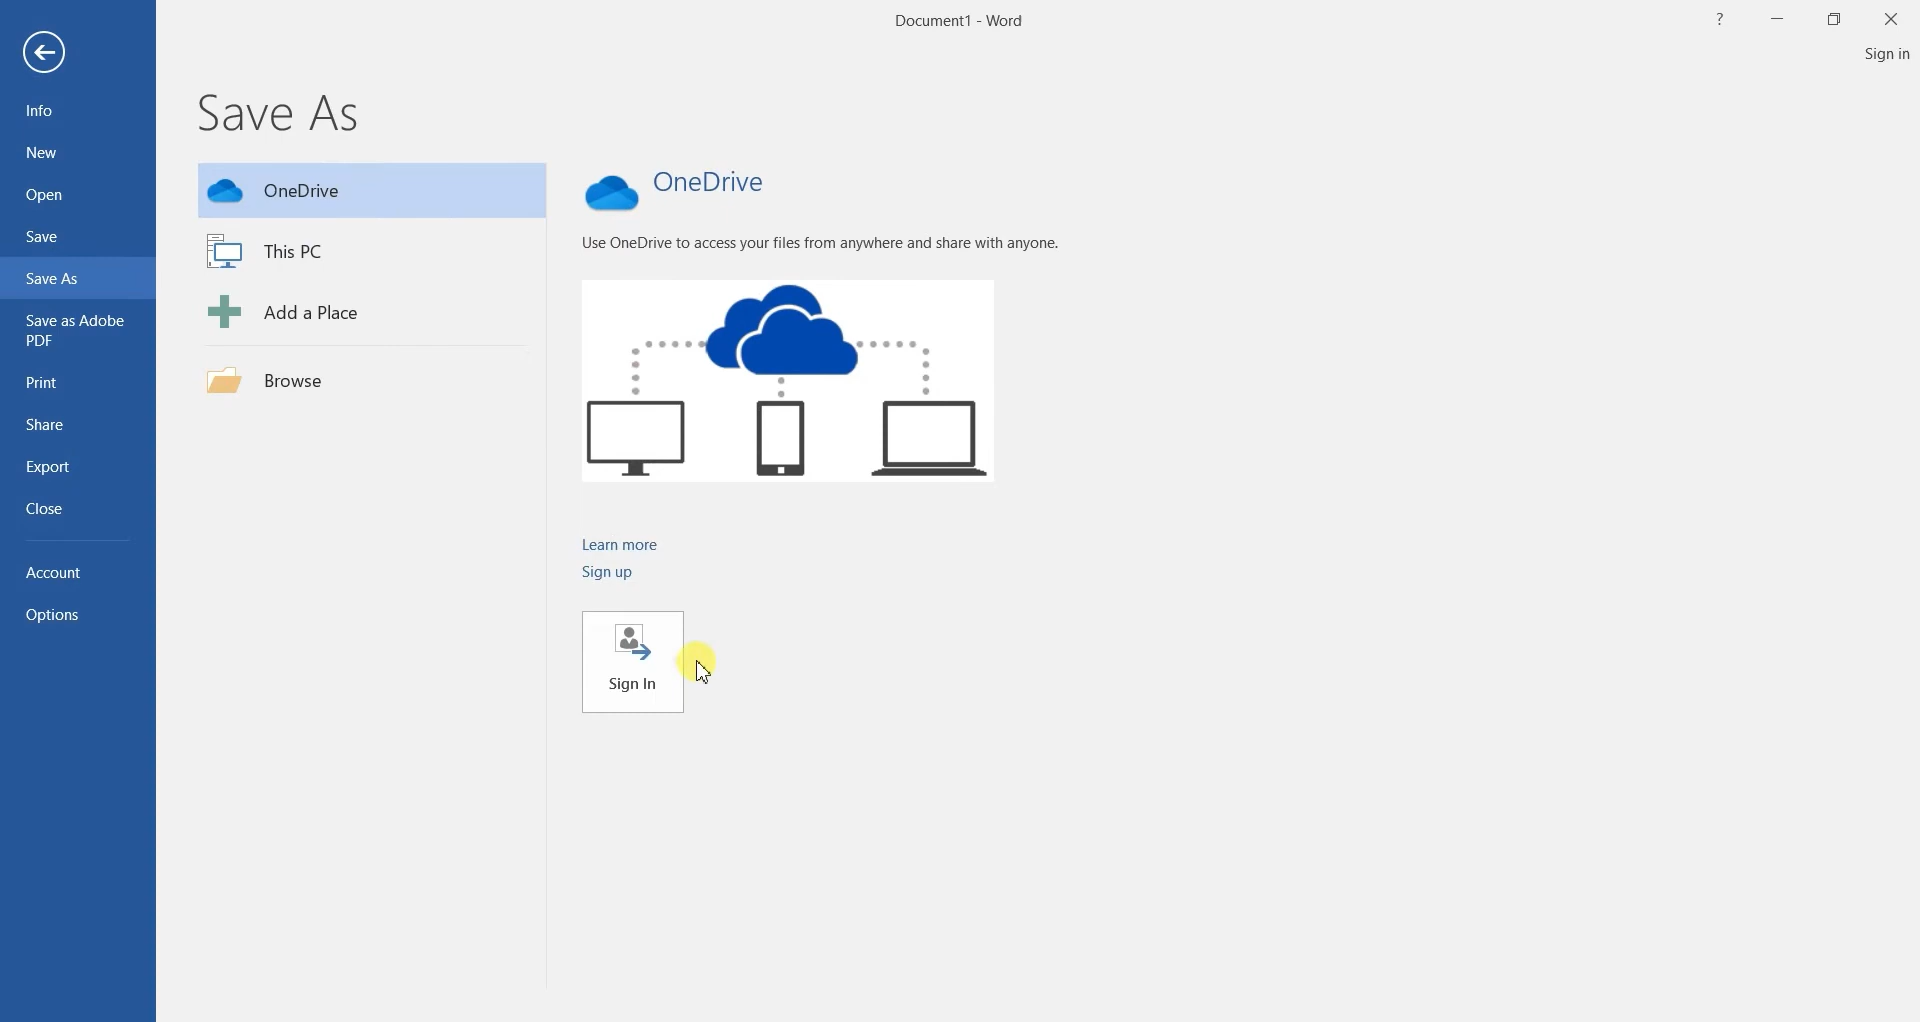 Document1 - Word
?
Sign in
Info
New
Open
Save
Save As
Save as Adobe
PDF
Print
Share
Export
Close
Account
Options
Save As
OneDrive
This PC
Add a Place
Browse
OneDrive
Use OneDrive to access your files from anywhere and share with anyone.
Learn more
Sign up
Sign In